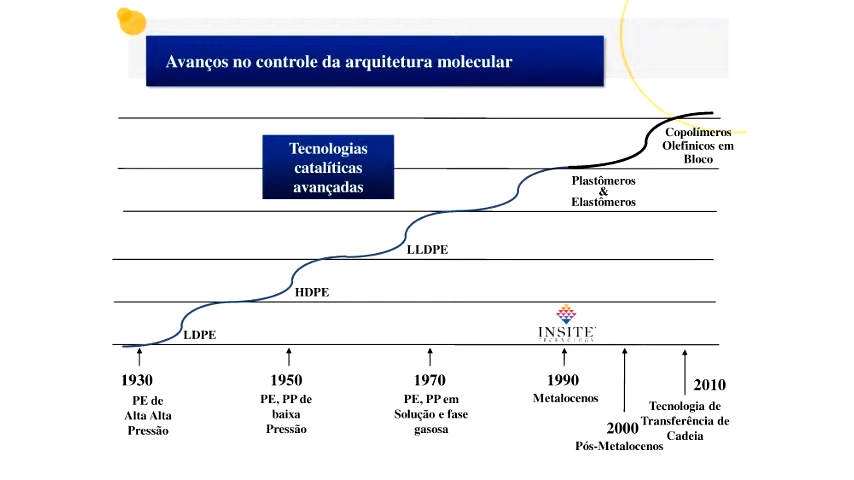 Avanços no controle da arquitetura molecular
Tecnologias
catalíticas
avançadas
Copolímeros
Olefínicos em
Bloco
Plastômeros
&
Elastômeros
LLDPE
HDPE
LDPE
INSITE
TECHNOLOGY
1930
PE de
Alta Alta
Pressão
1950
PE, PP de
baixa
Pressão
1970
PE, PP em
Solução e fase
gasosa
1990
Metalocenos
2000
Pós-Metalocenos
2010
Tecnologia de
Transferência de
Cadeia